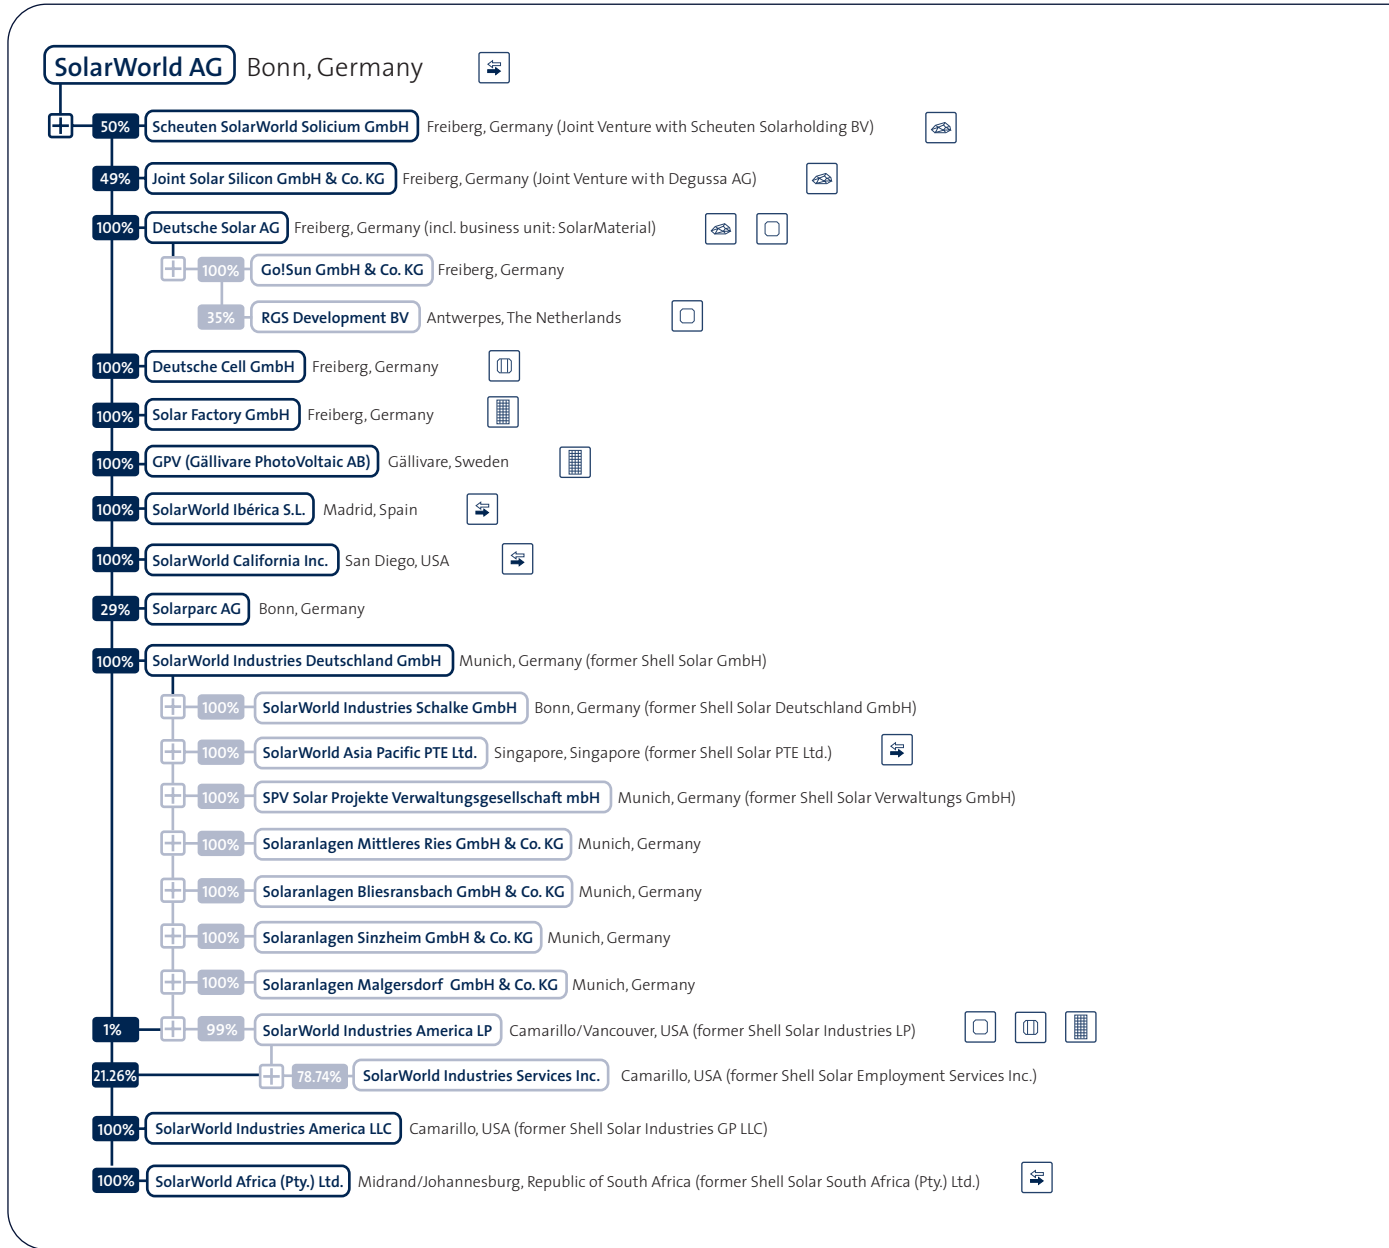 SolarWorld AG Bonn, Germany
50% Scheuten SolarWorld Solicium GmbH Freiberg, Germany (Joint Venture with Scheuten Solarholding BV)
49% Joint Solar Silicon GmbH & Co. KG Freiberg, Germany (Joint Venture with Degussa AG)
100% Deutsche Solar AG Freiberg, Germany (incl. business unit: SolarMaterial)
100% Go!Sun GmbH & Co. KG Freiberg, Germany
35% RGS Development BV Antwerpes, The Netherlands
100% Deutsche Cell GmbH Freiberg, Germany
100% Solar Factory GmbH Freiberg, Germany
100% GPV (Gällivare PhotoVoltaic AB) Gällivare, Sweden
100% SolarWorld Ibérica S.L. Madrid, Spain
100% SolarWorld California Inc. San Diego, USA
29% Solarparc AG Bonn, Germany
100% SolarWorld Industries Deutschland GmbH Munich, Germany (former Shell Solar GmbH)
100% SolarWorld Industries Schalke GmbH Bonn, Germany (former Shell Solar Deutschland GmbH)
100% SolarWorld Asia Pacific PTE Ltd. Singapore, Singapore (former Shell Solar PTE Ltd.)
100% SPV Solar Projekte Verwaltungsgesellschaft mbH Munich, Germany (former Shell Solar Verwaltungs GmbH)
100% Solaranlagen Mittleres Ries GmbH & Co. KG Munich, Germany
100% Solaranlagen Bliesransbach GmbH & Co. KG Munich, Germany
100% Solaranlagen Sinzheim GmbH & Co. KG Munich, Germany
100% Solaranlagen Malgersdorf GmbH & Co. KG Munich, Germany
1% 99% SolarWorld Industries America LP Camarillo/Vancouver, USA (former Shell Solar Industries LP)
21.26% 78.74% SolarWorld Industries Services Inc. Camarillo, USA (former Shell Solar Employment Services Inc.)
100% SolarWorld Industries America LLC Camarillo, USA (former Shell Solar Industries GP LLC)
100% SolarWorld Africa (Pty.) Ltd. Midrand/Johannesburg, Republic of South Africa (former Shell Solar South Africa (Pty.) Ltd.)